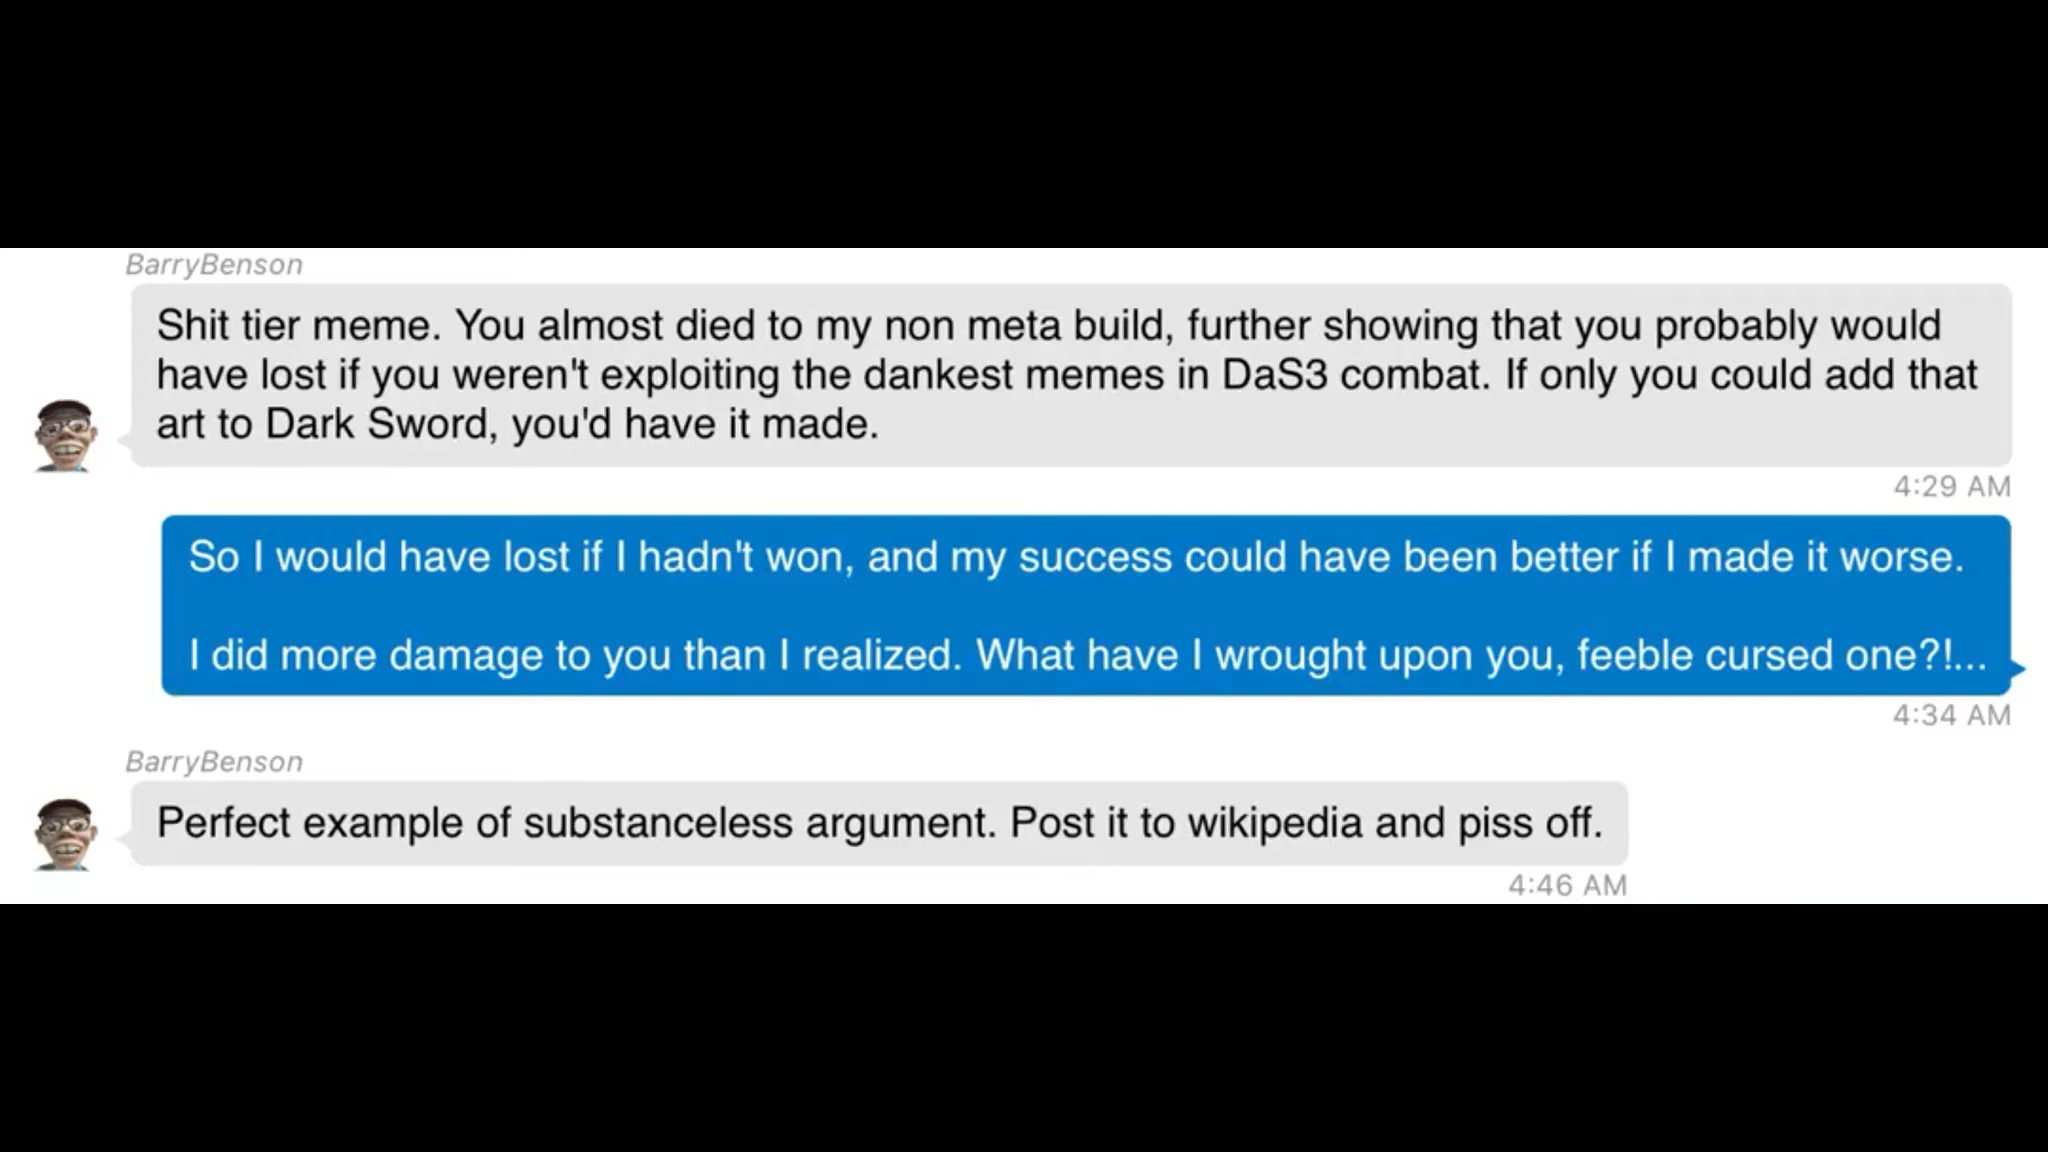 BarryBenson
Shit tier meme. You almost died to my non meta build, further showing that you probably would
have lost if you weren't exploiting the dankest memes in DaS3 combat. If only you could add that
art to Dark Sword, you'd have it made.
4:29 AM
So I would have lost if I hadn't won, and my success could have been better if I made it worse.
I did more damage to you than I realized. What have I wrought upon you, feeble cursed one?!...
4:34 AM
BarryBenson
Perfect example of substanceless argument. Post it to wikipedia and piss off.
4:46 AM